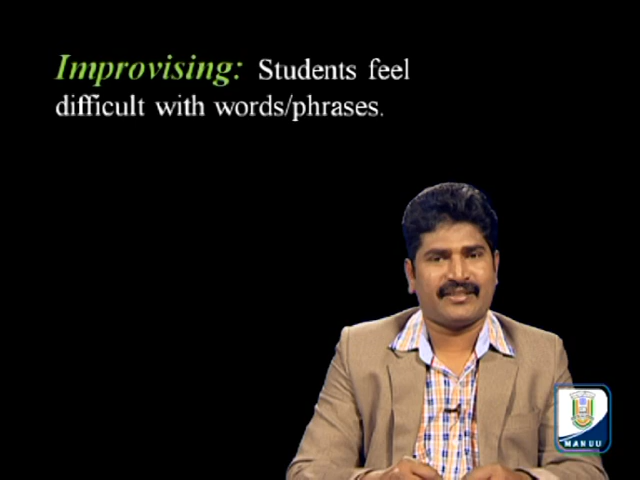 Improvising: Students feel
difficult with words/phrases.
MANUU